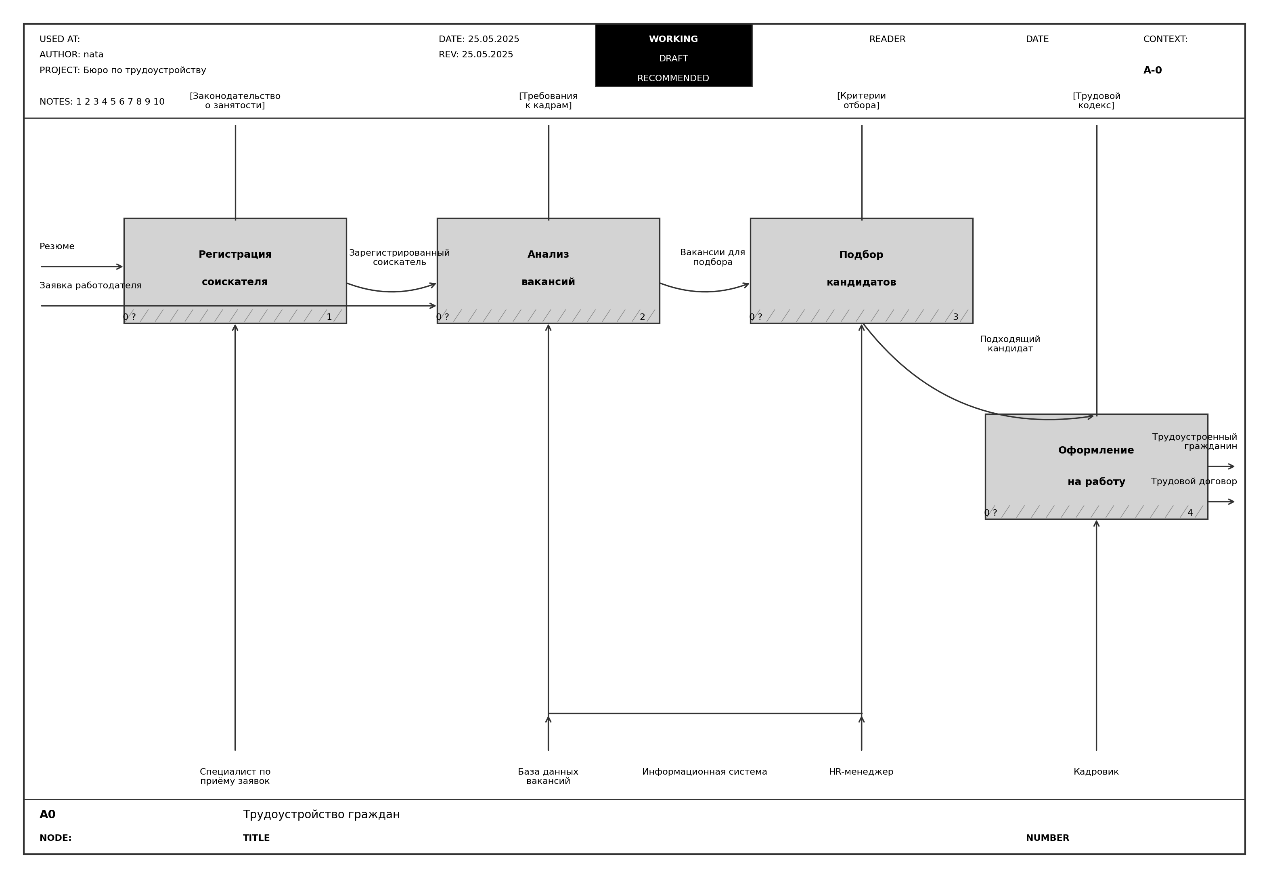 USED AT:
AUTHOR: nata
PROJECT: Бюро по трудоустройству
NOTES: 1 2 3 4 5 6 7 8 9 10
DATE: 25.05.2025
REV: 25.05.2025
WORKING
DRAFT
RECOMMENDED
READER
DATE
CONTEXT:
A-0
[Законодательство
о занятости]
[Требования
к кадрам]
[Критерии
отбора]
[Трудовой
кодекс]
Резюме
Заявка работодателя
Регистрация
соискателя
0 ?
1
Зарегистрированный
соискатель
Анализ
вакансий
0 ?
2
Вакансии для
подбора
Подбор
кандидатов
0 ?
3
Подходящий
кандидат
Оформление
на работу
0 ?
4
Трудоустроенный
гражданин
Трудовой договор
Специалист по
приёму заявок
База данных
вакансий
Информационная система
HR-менеджер
Кадровик
A0
Трудоустройство граждан
NODE:
TITLE
NUMBER